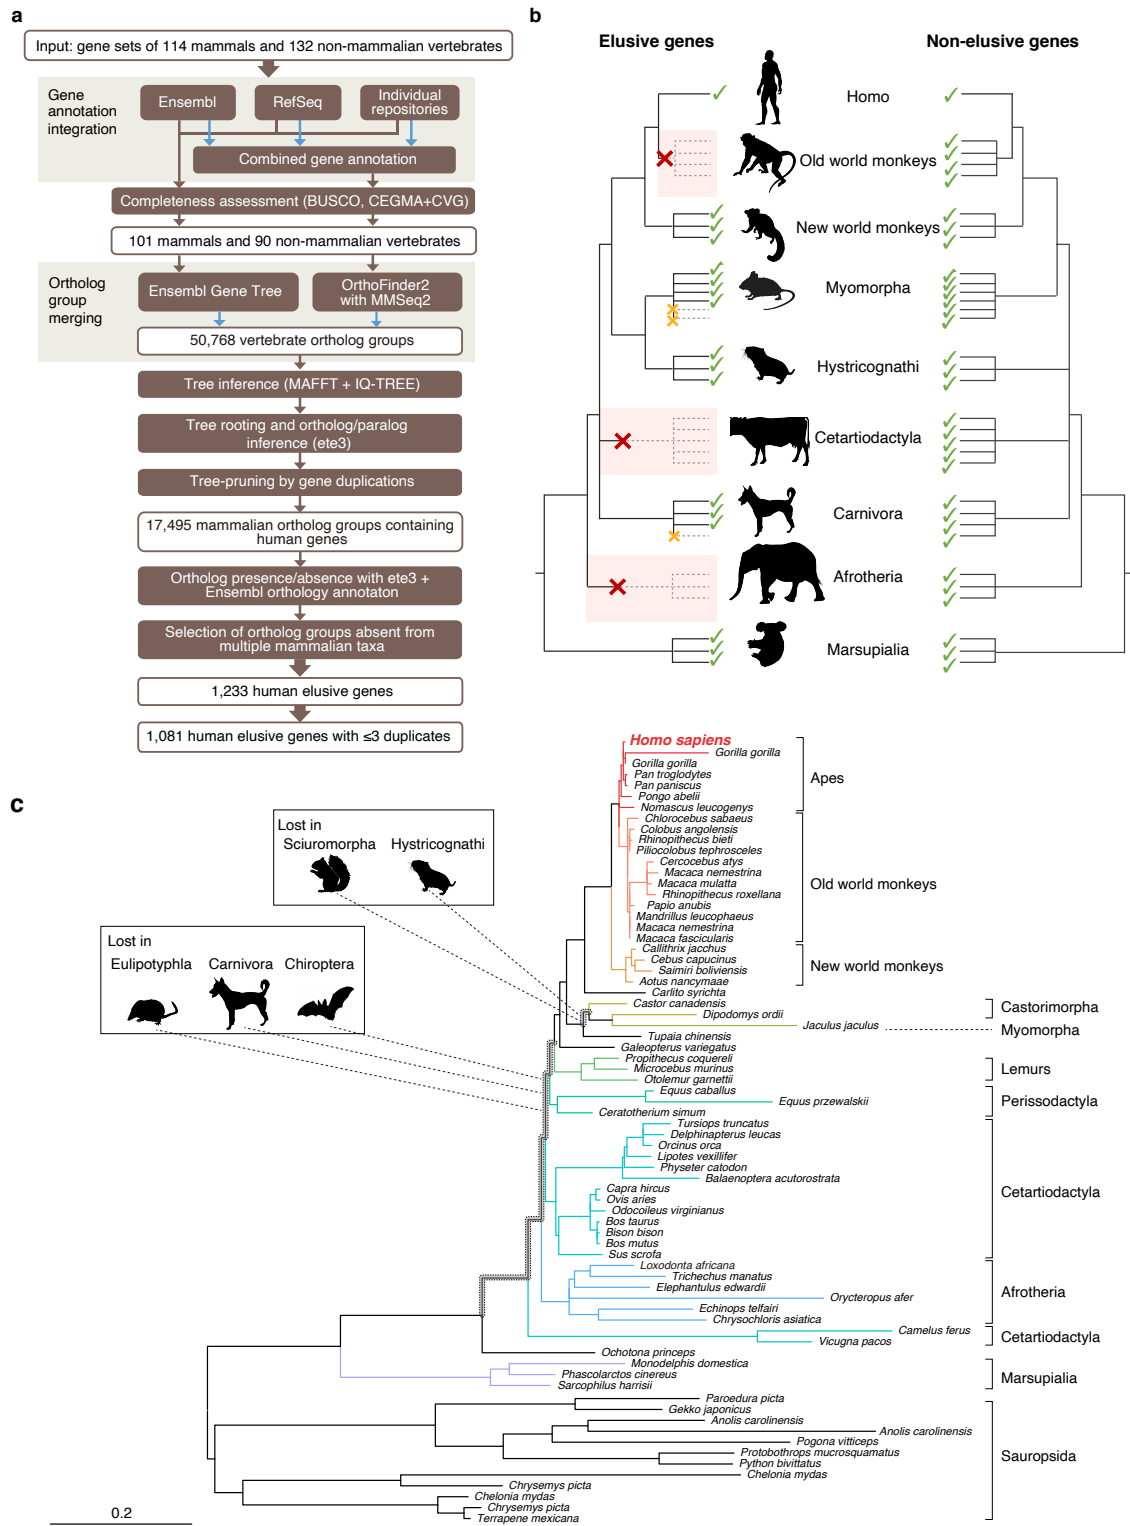 a
Input: gene sets of 114 mammals and 132 non-mammalian vertebrates
Gene
annotation
integration
Ensembl
RefSeq
Individual
repositories
Combined gene annotation
Completeness assessment (BUSCO, CEGMA+CVG)
101 mammals and 90 non-mammalian vertebrates
Ortholog
group
merging
Ensembl Gene Tree
OrthoFinder2
with MMSeq2
50,768 vertebrate ortholog groups
Tree inference (MAFFT + IQ-TREE)
Tree rooting and ortholog/paralog
inference (ete3)
Tree-pruning by gene duplications
17,495 mammalian ortholog groups containing
human genes
Ortholog presence/absence with ete3 +
Ensembl orthology annotaton
Selection of ortholog groups absent from
multiple mammalian taxa
1,233 human elusive genes
1,081 human elusive genes with ≤3 duplicates
b
Elusive genes
Non-elusive genes
Homo
Old world monkeys
New world monkeys
Myomorpha
Hystricognathi
Cetartiodactyla
Carnivora
Afrotheria
Marsupialia
c
Lost in
Sciuromorpha Hystricognathi
Lost in
Eulipotyphla Carnivora Chiroptera
Homo sapiens
Gorilla gorilla
Gorilla gorilla
Pan troglodytes
Pan paniscus
Pongo abelii
Nomascus leucogenys
Apes
Chlorocebus sabaeus
Colobus angolensis
Rhinopithecus bieti
Piliocolobus tephrosceles
Cercocebus atys
Macaca nemestrina
Macaca mulatta
Rhinopithecus roxellana
Papio anubis
Mandrillus leucophaeus
Macaca nemestrina
Macaca fascicularis
Old world monkeys
Callithrix jacchus
Cebus capucinus
Saimiri boliviensis
Aotus nancymaae
New world monkeys
Carlito syrichta
Castor canadensis
Dipodomys ordii
Castorimorpha
Jaculus jaculus
Myomorpha
Tupaia chinensis
Galeopterus variegatus
Propithecus coquereli
Microcebus murinus
Otolemur garnettii
Lemurs
Equus caballus
Equus przewalskii
Ceratotherium simum
Perissodactyla
Tursiops truncatus
Delphinapterus leucas
Orcinus orca
Lipotes vexillifer
Physeter catodon
Balaenoptera acutorostrata
Capra hircus
Ovis aries
Odocoileus virginianus
Bos taurus
Bison bison
Bos mutus
Sus scrofa
Cetartiodactyla
Loxodonta africana
Trichechus manatus
Elephantulus edwardii
Orycteropus afer
Echinops telfairi
Chrysochloris asiatica
Afrotheria
Camelus ferus
Vicugna pacos
Cetartiodactyla
Ochotona princeps
Monodelphis domestica
Phascolarctos cinereus
Sarcophilus harrisii
Marsupialia
Paroedura picta
Gekko japonicus
Anolis carolinensis
Anolis carolinensis
Pogona vitticeps
Protobothrops mucrosquamatus
Python bivittatus
Chelonia mydas
Chrysemys picta
Chelonia mydas
Chrysemys picta
Terrapene mexicana
Sauropsida
0.2